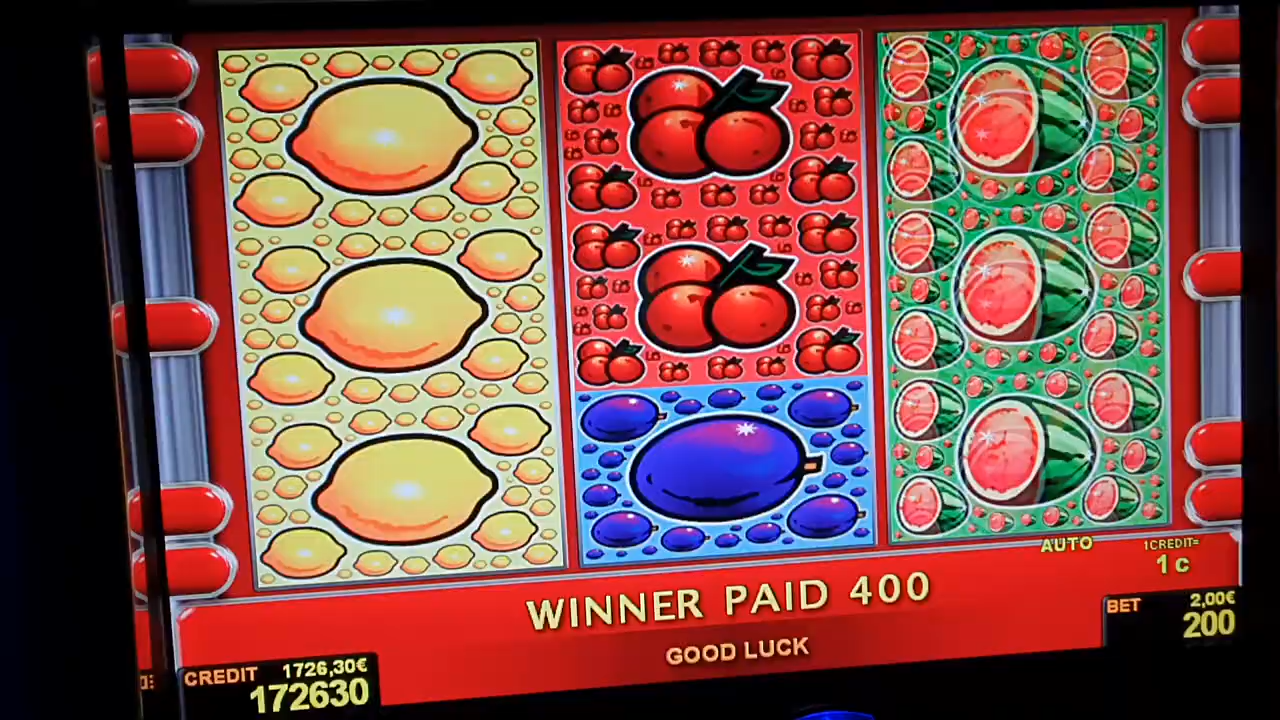 AUTO
1CREDIT=
1 c
WINNER PAID 400
GOOD LUCK
BET 2,00€
200
CREDIT 1726,30€
172630